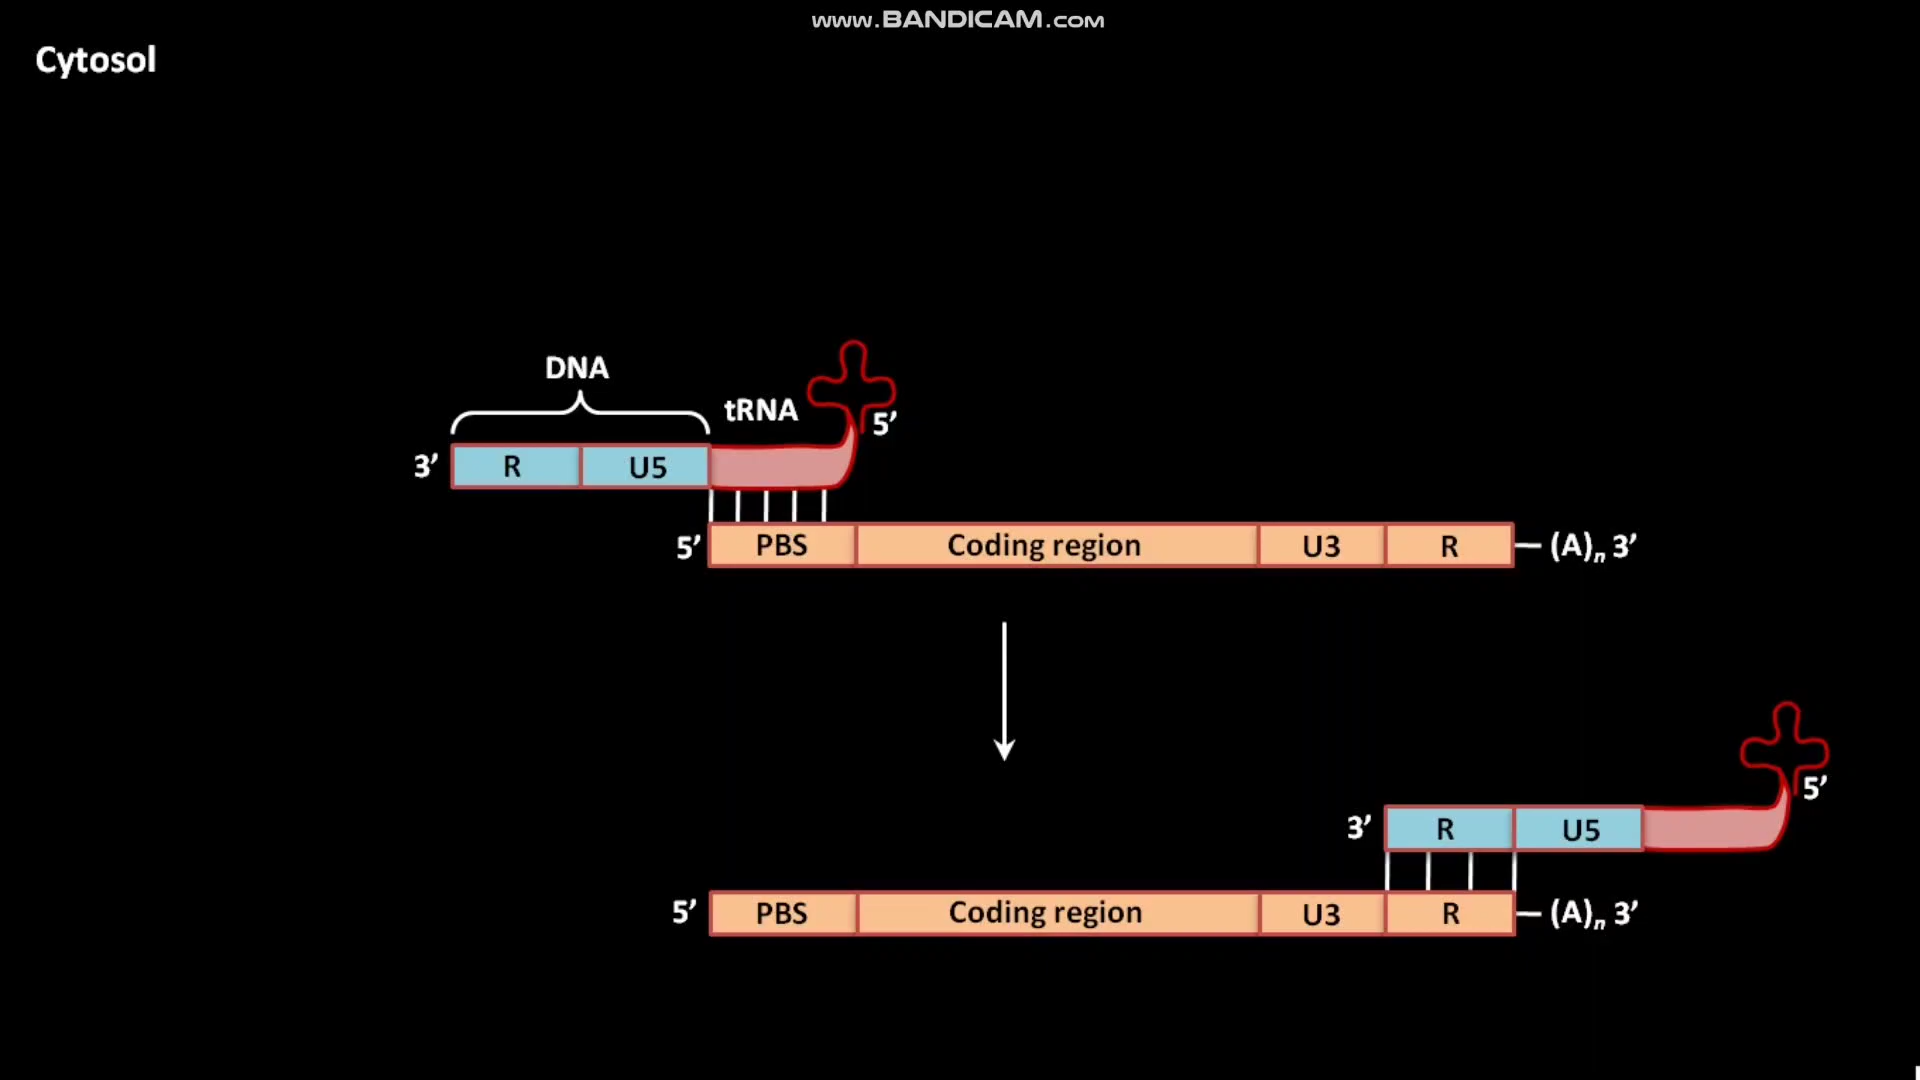 www.BANDICAM.com
Cytosol
DNA
tRNA
5’
3’ R U5
5’ PBS Coding region U3 R (A)n 3’
5’
3’ R U5
5’ PBS Coding region U3 R (A)n 3’